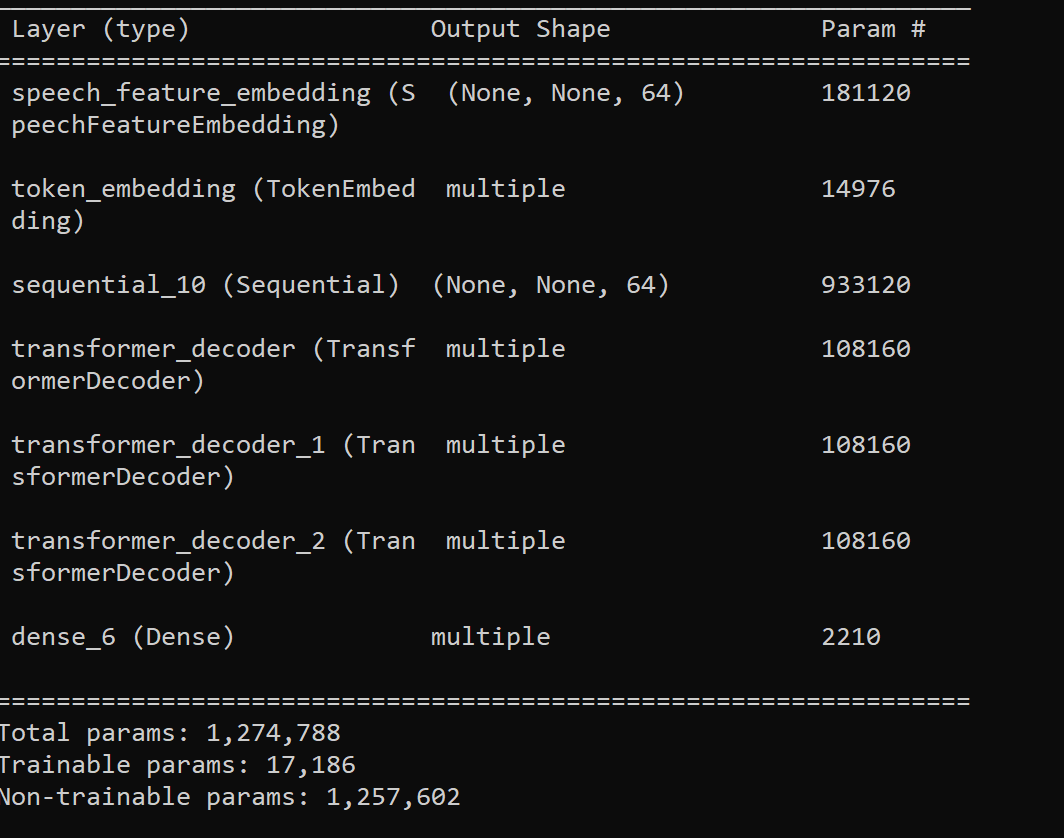 Layer (type) Output Shape Param #
=================================================================
speech_feature_embedding (S (None, None, 64) 181120
peechFeatureEmbedding)
token_embedding (TokenEmbed multiple 14976
ding)
sequential_10 (Sequential) (None, None, 64) 933120
transformer_decoder (Transf multiple 108160
ormerDecoder)
transformer_decoder_1 (Tran multiple 108160
sformerDecoder)
transformer_decoder_2 (Tran multiple 108160
sformerDecoder)
dense_6 (Dense) multiple 2210
=================================================================
Total params: 1,274,788
Trainable params: 17,186
Non-trainable params: 1,257,602